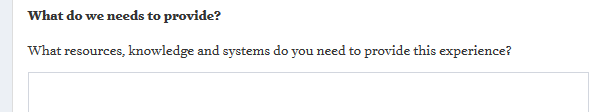 What do we needs to provide?
What resources, knowledge and systems do you need to provide this experience?